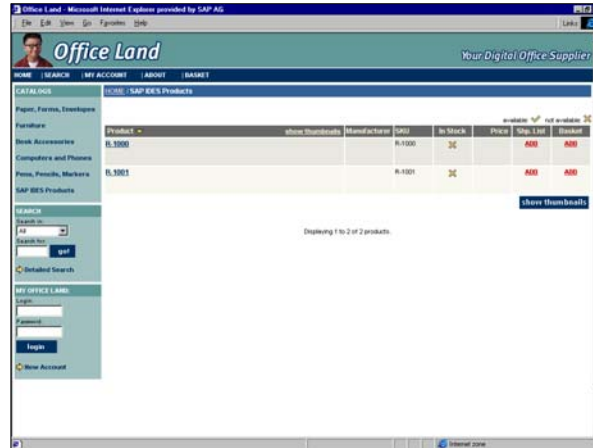 Office Land - Microsoft Internet Explorer provided by SAP AG
File Edit View Go Favorites Help
Links
Office Land
Your Digital Office Supplier
HOME | SEARCH | MY ACCOUNT | ABOUT | BASKET
CATALOGS
HOME / SAP IDES Products
Paper, Forms, Envelopes
Furniture
Desk Accessories
Computers and Phones
Pens, Pencils, Markers
SAP IDES Products
available not available
Product show thumbnails Manufacturer SKU In Stock Price Shp. List Basket
R-1000 R-1000 ADD ADD
R-1001 R-1001 ADD ADD
show thumbnails
Displaying 1 to 2 of 2 products.
SEARCH
Search in:
All
Search for:
go!
Detailed Search
MY OFFICE LAND
Login:
Password:
login
New Account
Internet zone